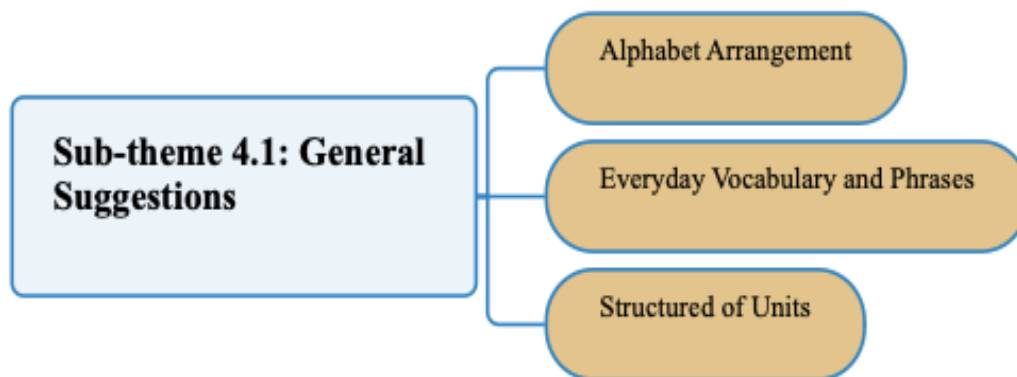 Sub-theme 4.1: General
Suggestions
Alphabet Arrangement
Everyday Vocabulary and Phrases
Structured of Units